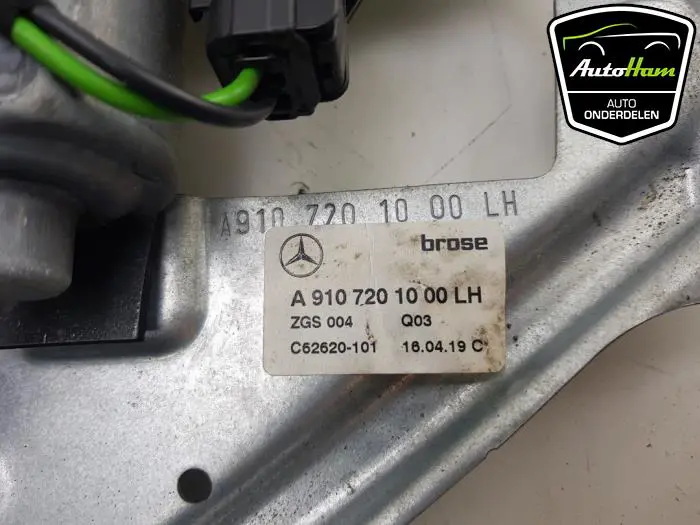 AutoHam
AUTO
ONDERDELEN
A910 720 10 00 LH
brose
A 910 720 10 00 LH
ZGS 004 Q03
C62620-101 16.04.19 C